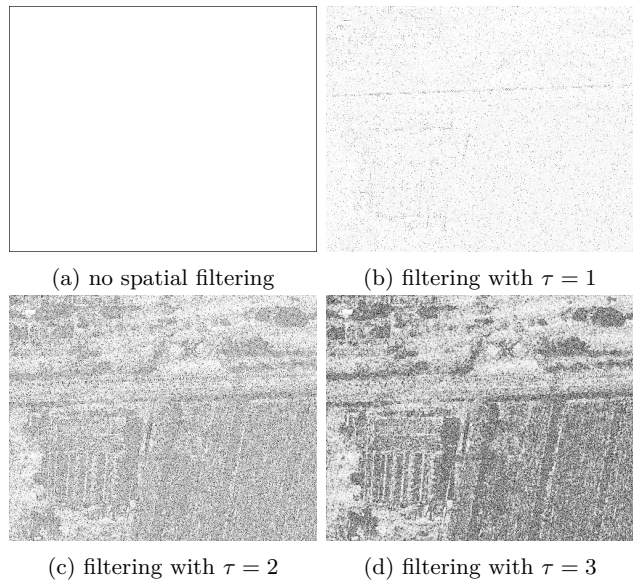 (a) no spatial filtering
(b) filtering with τ = 1
(c) filtering with τ = 2
(d) filtering with τ = 3